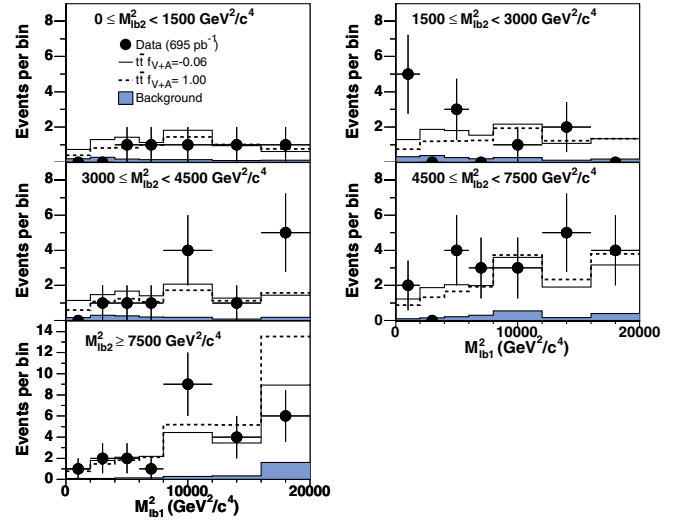 0 ≤ M²lb2 < 1500 GeV²/c⁴
Data (695 pb⁻¹)
tt̄ fV+A=-0.06
tt̄ fV+A= 1.00
Background
Events per bin
8
6
4
2
1500 ≤ M²lb2 < 3000 GeV²/c⁴
Events per bin
8
6
4
2
3000 ≤ M²lb2 < 4500 GeV²/c⁴
Events per bin
8
6
4
2
4500 ≤ M²lb2 < 7500 GeV²/c⁴
Events per bin
8
6
4
2
0
0 10000 20000
M²lb1(GeV²/c⁴)
M²lb2 ≥ 7500 GeV²/c⁴
Events per bin
14
12
10
8
6
4
2
0
0 10000 20000
M²lb1(GeV²/c⁴)